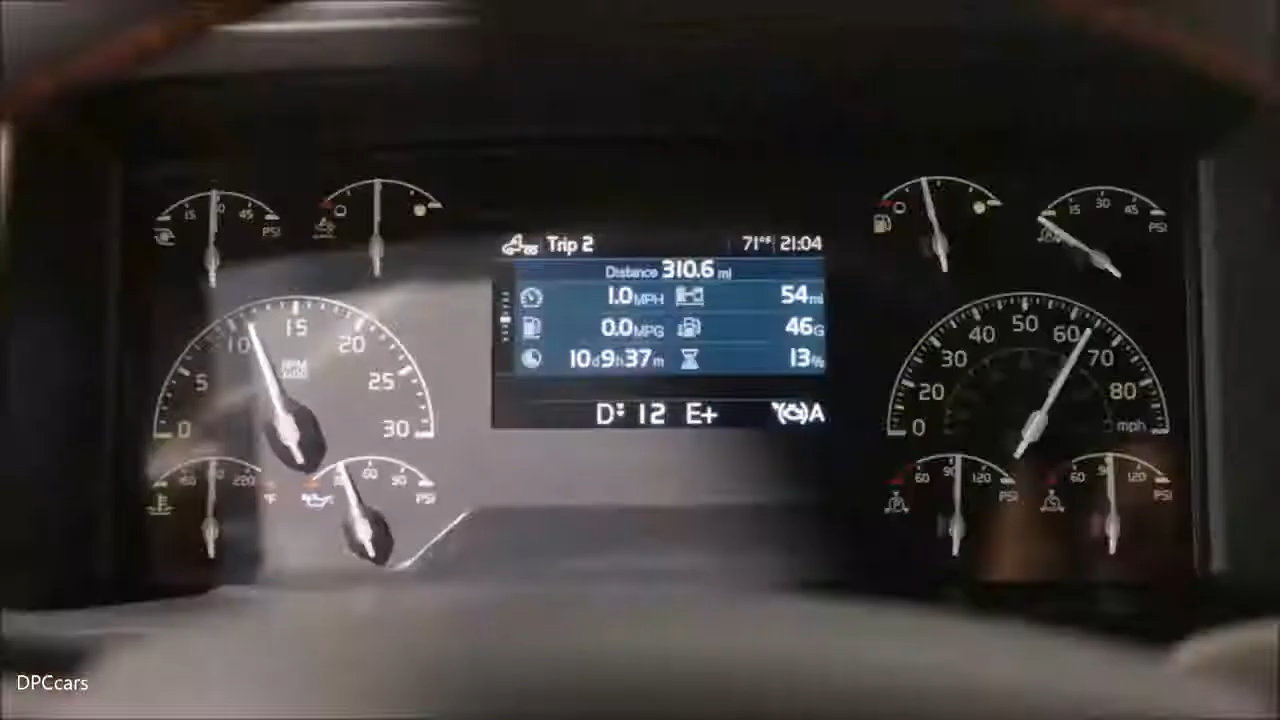 15 45 PSI
15 30 45 PSI
Trip 2 71°F 21:04
Distance 310.6 mi
1.0 MPH 54 mi
0.0 MPG 46 G
10d 9h 37m 13%
D 12 E+ A
0 5 10 15 20 25 30
RPM
0 20 30 40 50 60 70 80 mph
220 °F
60 90 PSI
60 90 120 PSI
60 90 120 PSI
DPCcars